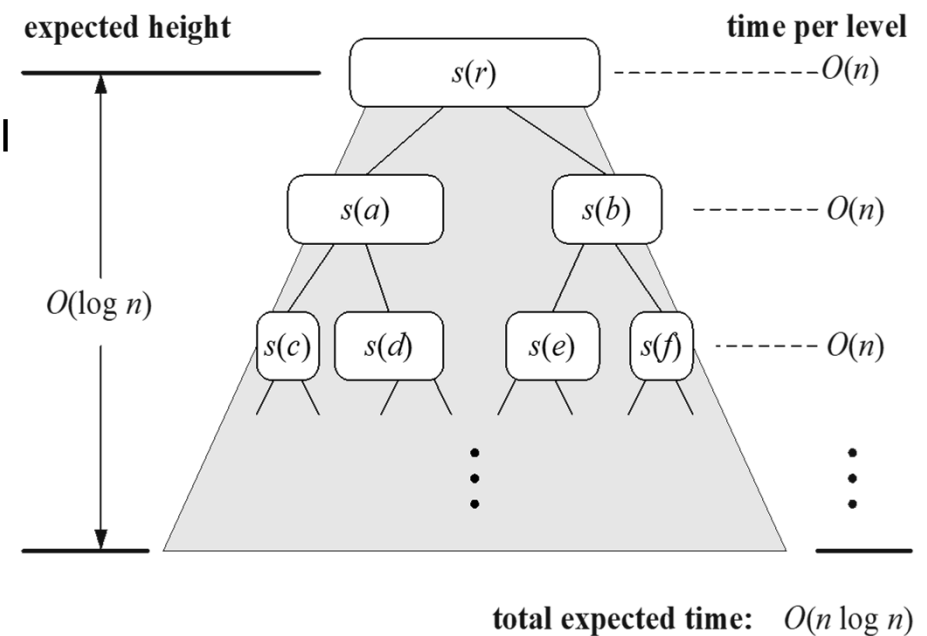 expected height
time per level
s(r)
O(n)
s(a)
s(b)
O(n)
O(log n)
s(c)
s(d)
s(e)
s(f)
O(n)
total expected time: O(n log n)